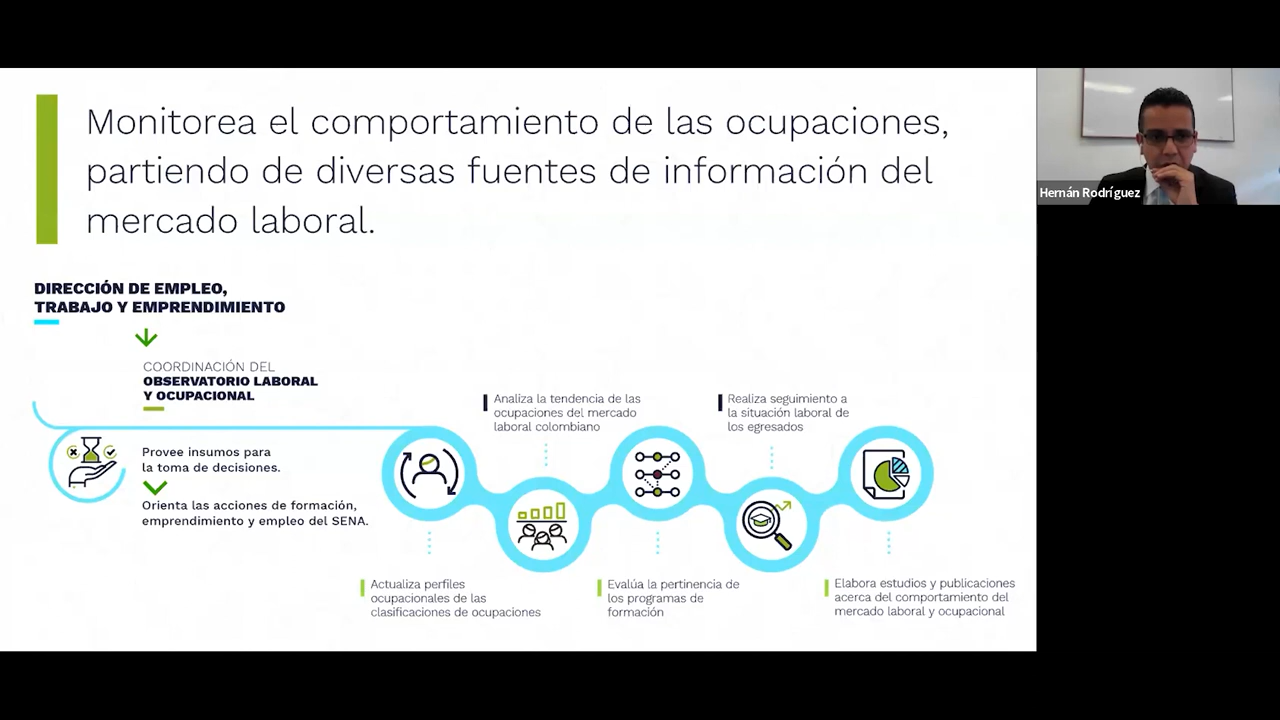 Monitorea el comportamiento de las ocupaciones,
partiendo de diversas fuentes de información del
mercado laboral.
Hernán Rodríguez
DIRECCIÓN DE EMPLEO,
TRABAJO Y EMPRENDIMIENTO
COORDINACIÓN DEL
OBSERVATORIO LABORAL
Y OCUPACIONAL
Provee insumos para
la toma de decisiones.
Orienta las acciones de formación,
emprendimiento y empleo del SENA.
Actualiza perfiles
ocupacionales de las
clasificaciones de ocupaciones
Analiza la tendencia de las
ocupaciones del mercado
laboral colombiano
Evalúa la pertinencia de
los programas de
formación
Realiza seguimiento a
la situación laboral de
los egresados
Elabora estudios y publicaciones
acerca del comportamiento del
mercado laboral y ocupacional